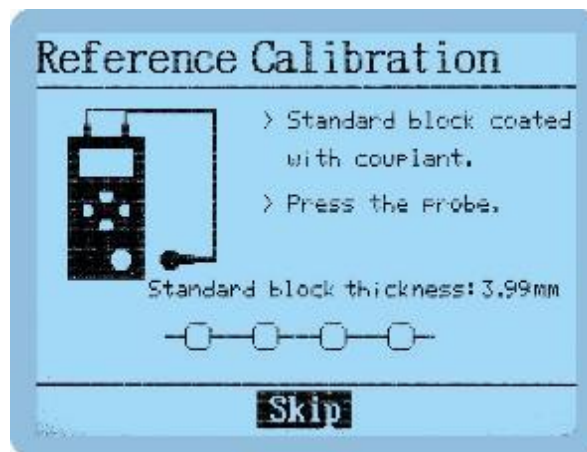 Reference Calibration
> Standard block coated
with couplant.
> Press the probe.
Standard block thickness: 3.99mm
Skip